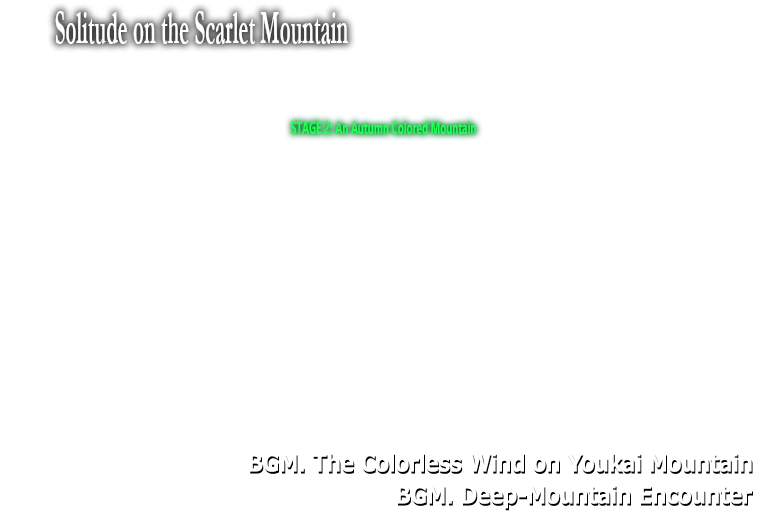 Solitude on the Scarlet Mountain
STAGE 2: An Autumn Colored Mountain
BGM. The Colorless Wind on Youkai Mountain
BGM. Deep-Mountain Encounter